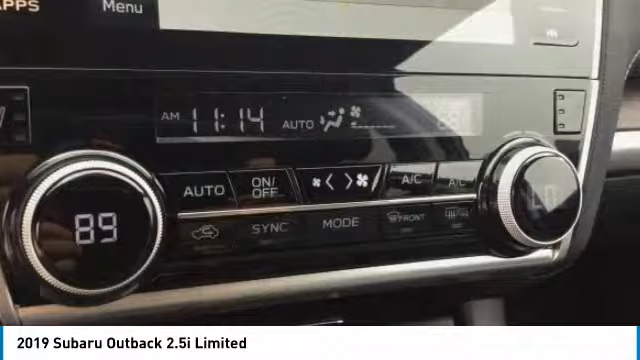 APPS Menu
AM 11:14 AUTO
AUTO ON/OFF A/C
89 LO
SYNC MODE FRONT
2019 Subaru Outback 2.5i Limited